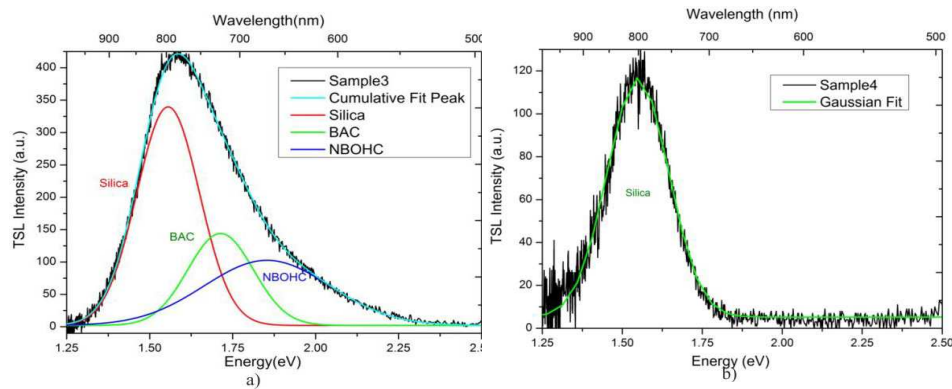 Wavelength(nm)
900 800 700 600 500
400
350
300
250
200
150
100
50
0
TSL Intensity (a.u.)
Sample3
Cumulative Fit Peak
Silica
BAC
NBOHC
Silica
BAC
NBOHC
1.25 1.50 1.75 2.00 2.25 2.5
Energy(eV)
a)
Wavelength (nm)
900 800 700 600 500
120
100
80
60
40
20
0
TSL Intensity (a.u.)
Sample4
Gaussian Fit
Silica
1.25 1.50 1.75 2.00 2.25 2.50
Energy (eV)
b)